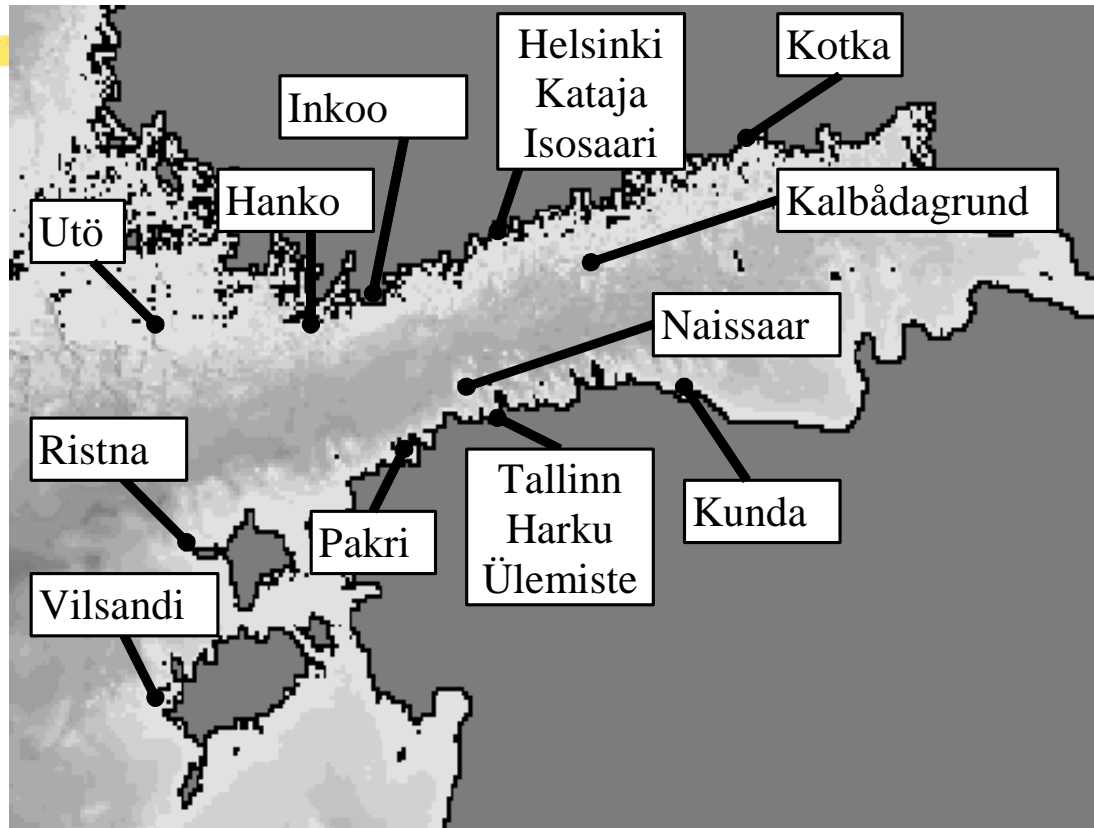 Helsinki
Kataja
Isosaari
Kotka
Inkoo
Hanko
Kalbådagrund
Utö
Naissaar
Ristna
Tallinn
Harku
Ülemiste
Kunda
Pakri
Vilsandi